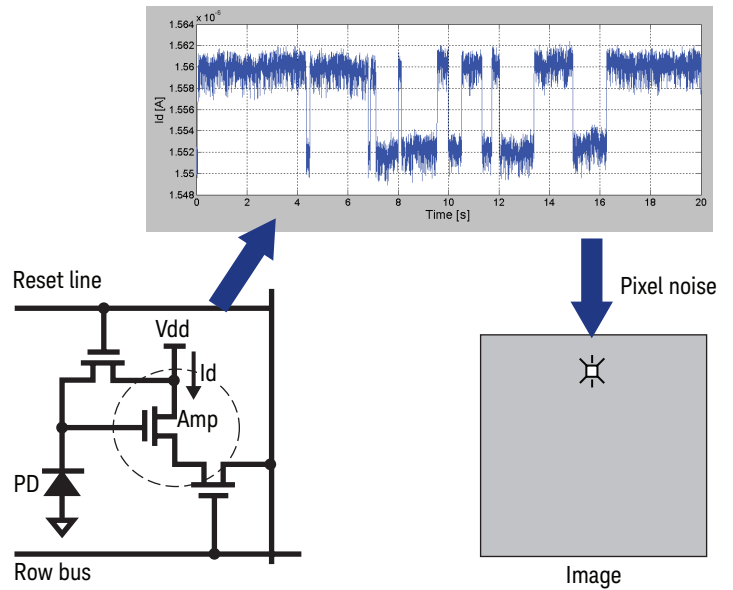 x 10⁻⁶
1.564
1.562
1.56
1.558
1.556
1.554
1.552
1.55
1.548
Id [A]
0 2 4 6 8 10 12 14 16 18 20
Time [s]
Reset line
Pixel noise
Vdd
Id
Amp
PD
Row bus
Image